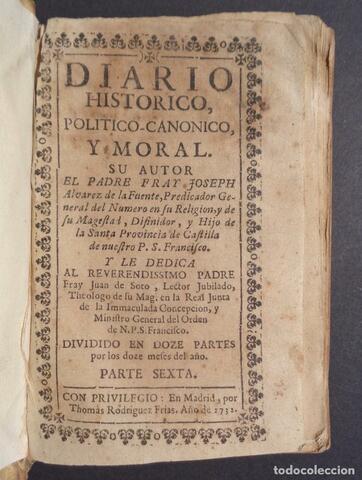 DIARIO
HISTORICO,
POLITICO-CANONICO,
Y MORAL.
SU AUTOR
EL PADRE FRAY JOSEPH
Alvarez de la Fuente, Predicador Ge-
neral del Numero en su Religion, y de
su Magestad, Difinidor, y Hijo de
la Santa Provincia de Castilla
de nuestro P. S. Francisco.
Y LE DEDICA
AL REVERENDISSIMO PADRE
Fray Juan de Soto, Lector Jubilado,
Theologo de su Mag. en la Real Junta
de la Immaculada Concepcion, y
Ministro General del Orden
de N.P.S. Francisco.
DIVIDIDO EN DOZE PARTES
por los doze meses del año.
PARTE SEXTA.
CON PRIVILEGIO: En Madrid, por
Thomàs Rodriguez Frias. Año de 1732.
todocoleccion